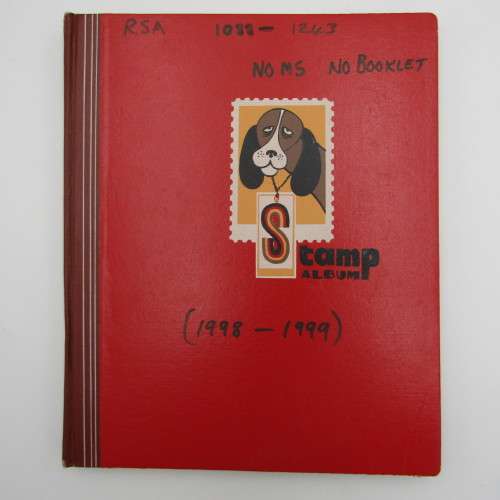 RSA 1088 - 1243
NO MS NO BOOKLET
Stamp
ALBUM
(1998 - 1999)